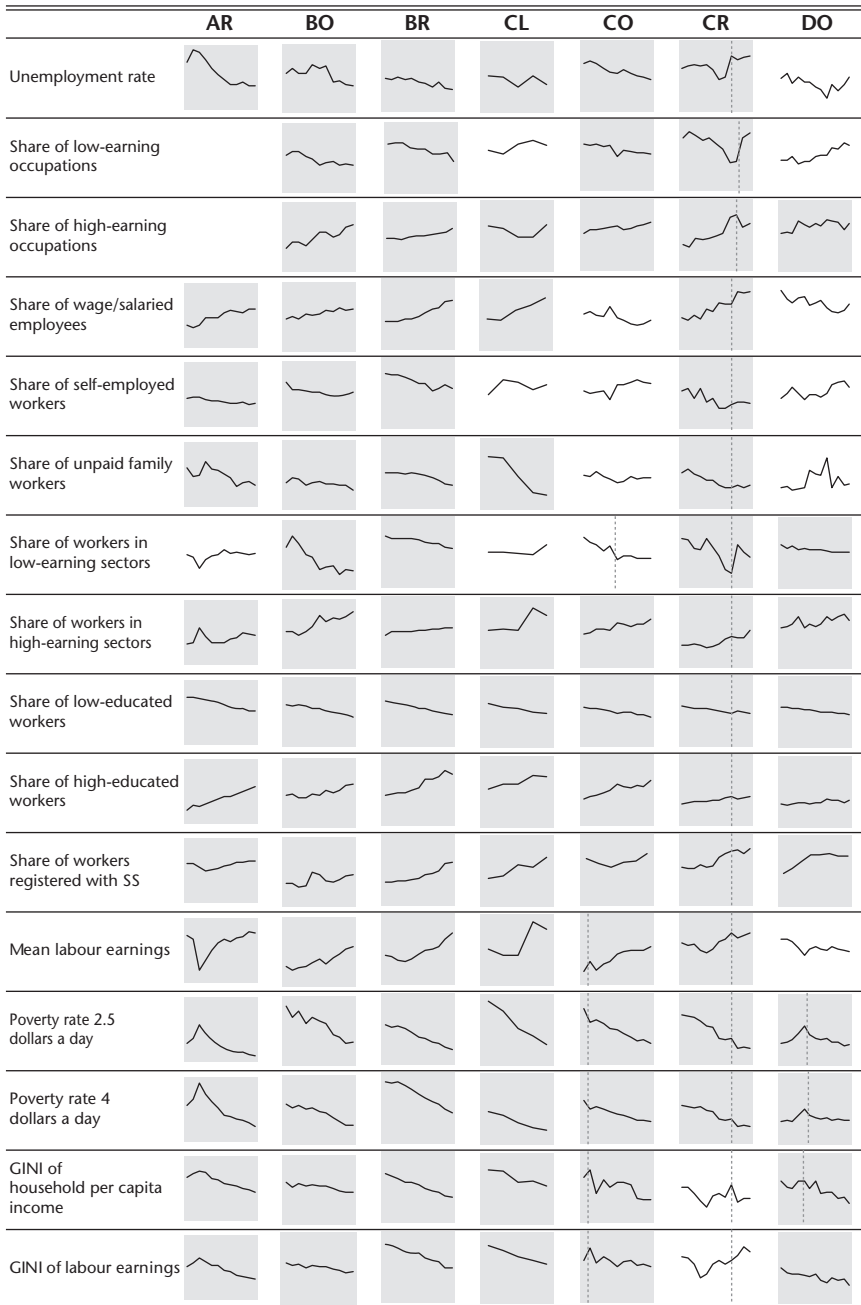 AR BO BR CL CO CR DO
Unemployment rate
Share of low-earning
occupations
Share of high-earning
occupations
Share of wage/salaried
employees
Share of self-employed
workers
Share of unpaid family
workers
Share of workers in
low-earning sectors
Share of workers in
high-earning sectors
Share of low-educated
workers
Share of high-educated
workers
Share of workers
registered with SS
Mean labour earnings
Poverty rate 2.5
dollars a day
Poverty rate 4
dollars a day
GINI of
household per capita
income
GINI of labour earnings